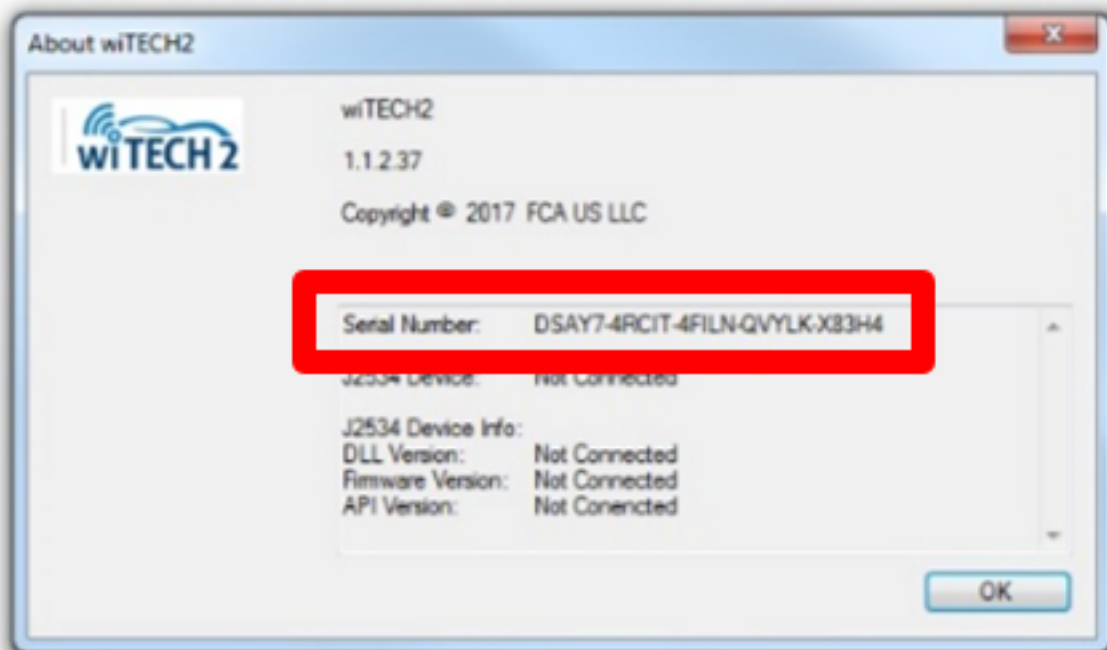 About wiTECH2
wiTECH 2
wiTECH2
1.1.2.37
Copyright © 2017 FCA US LLC
Serial Number: DSAY7-4RCIT-4FILN-QVYLK-X83H4
J2534 Device: Not Connected
J2534 Device Info:
DLL Version: Not Connected
Firmware Version: Not Connected
API Version: Not Conencted
OK